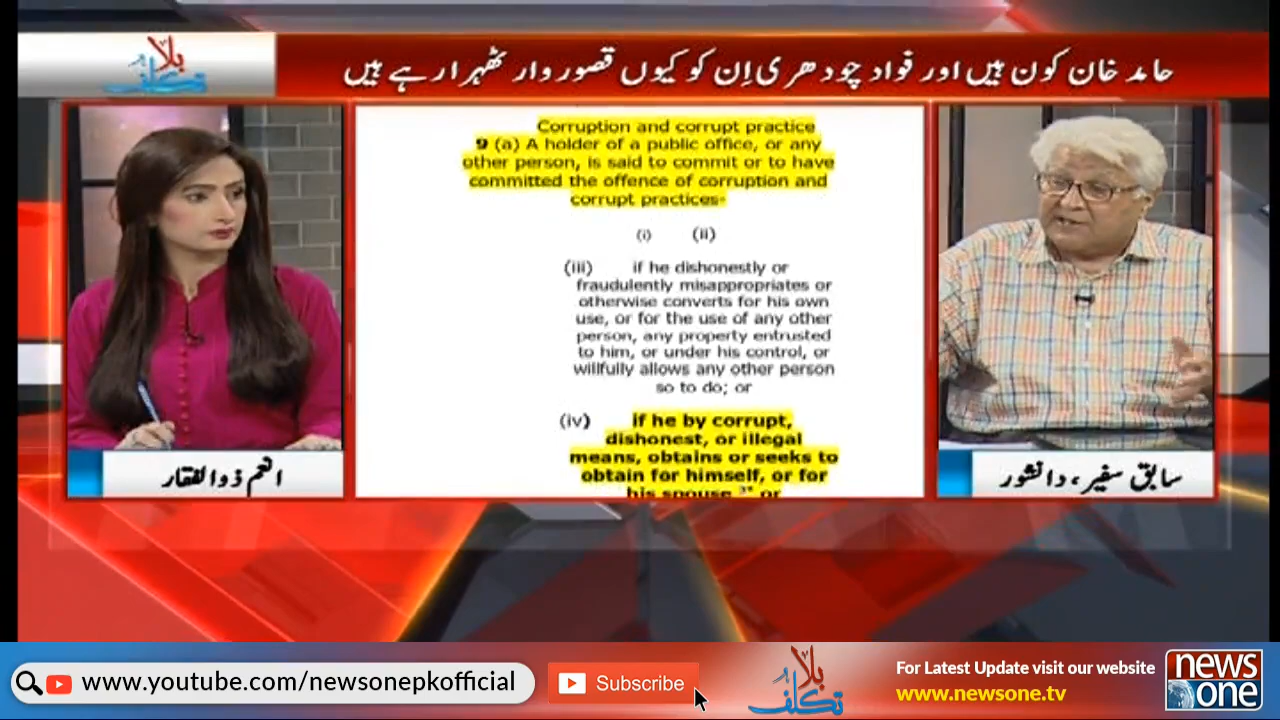 بلا تکلف
حامد خان کون ہیں اور فواد چودھری اِن کو کیوں قصوروار ٹھہرا رہے ہیں
Corruption and corrupt practice
9 (a) A holder of a public office, or any
other person, is said to commit or to have
committed the offence of corruption and
corrupt practices-
(i) (ii)
(iii) if he dishonestly or
fraudulently misappropriates or
otherwise converts for his own
use, or for the use of any other
person, any property entrusted
to him, or under his control, or
willfully allows any other person
so to do; or
(iv) if he by corrupt,
dishonest, or illegal
means, obtains or seeks to
obtain for himself, or for
his spouse or
انعم ذوالفقار
سابق سفیر، دانشور
www.youtube.com/newsonepkofficial
Subscribe
بلا تکلف
For Latest Update visit our website
www.newsone.tv
news
one